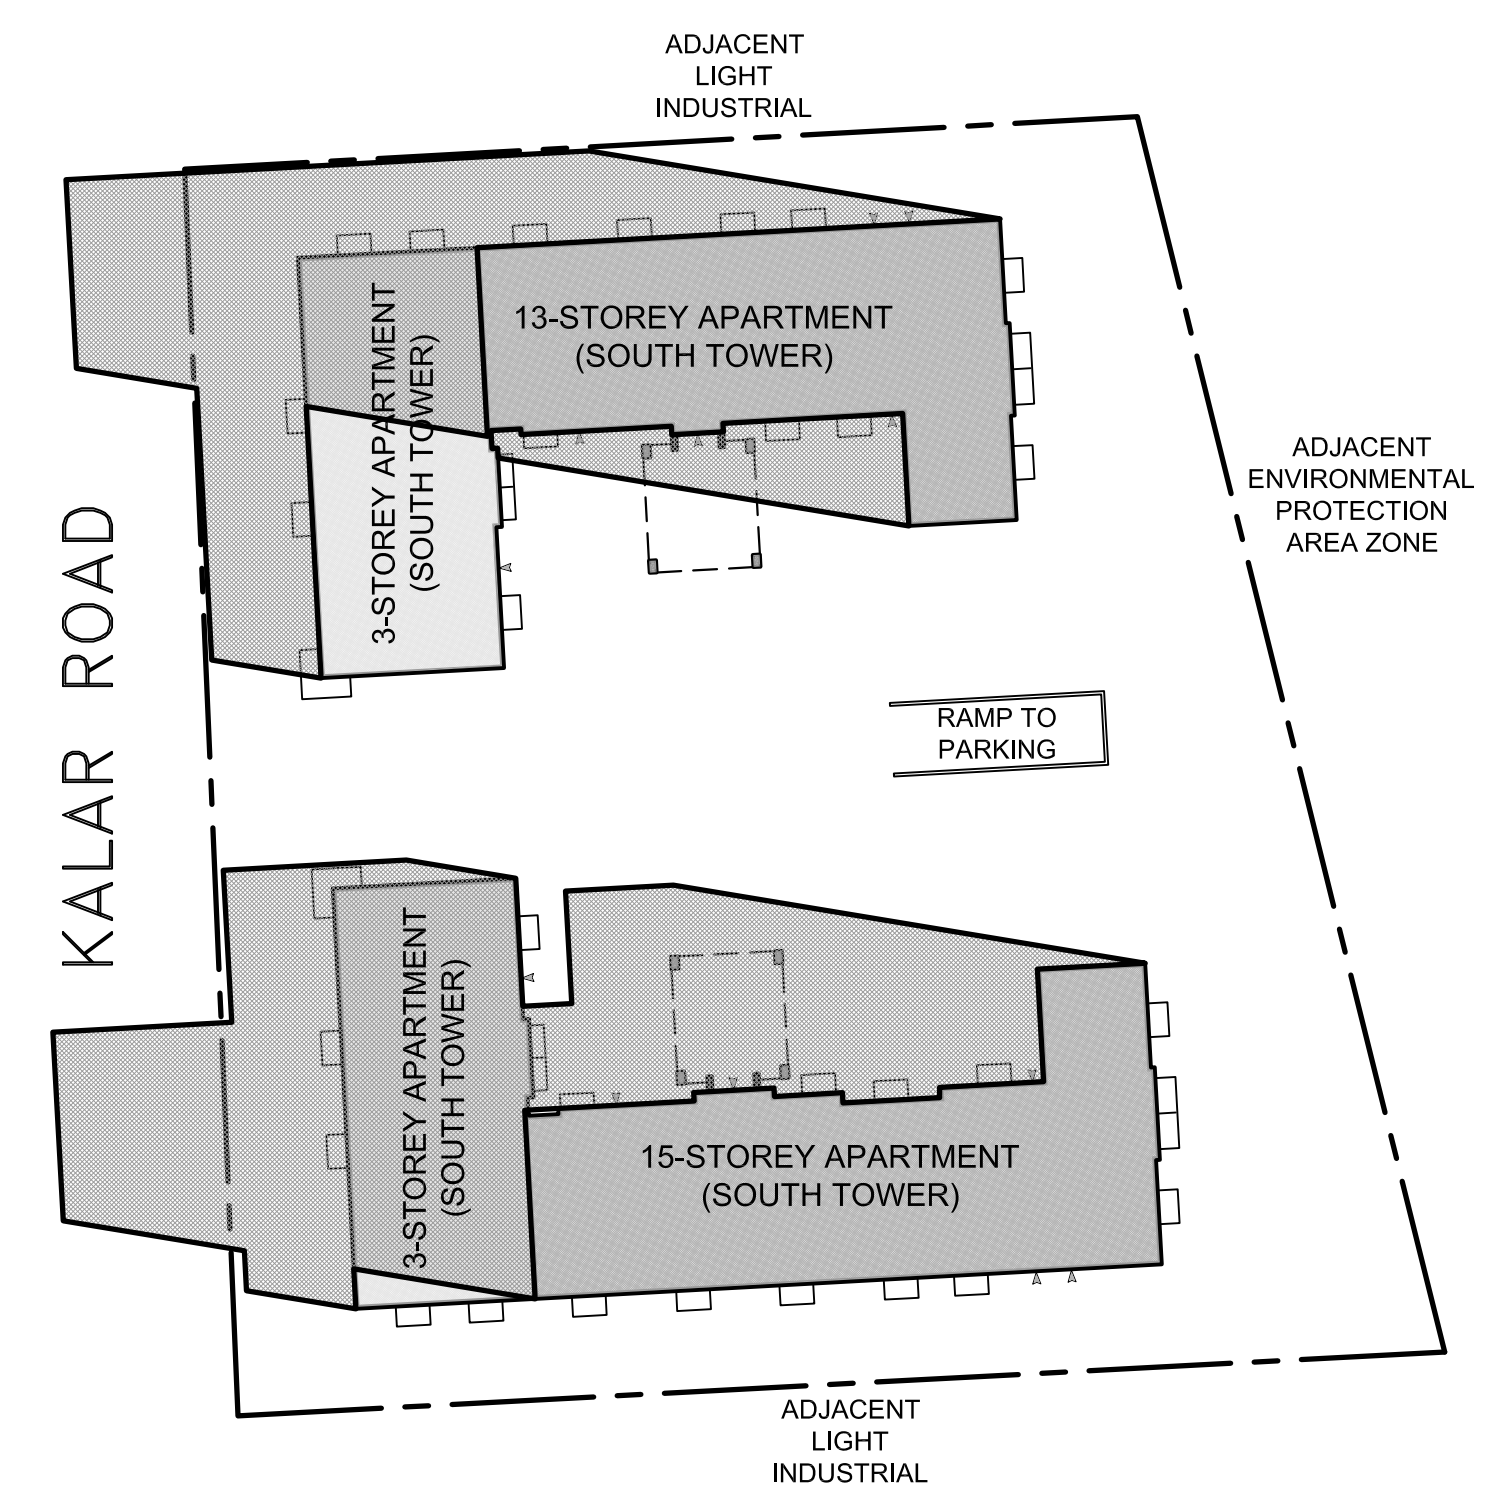 ADJACENT
LIGHT
INDUSTRIAL
13-STOREY APARTMENT
(SOUTH TOWER)
3-STOREY APARTMENT
(SOUTH TOWER)
ADJACENT
ENVIRONMENTAL
PROTECTION
AREA ZONE
KALAR ROAD
RAMP TO
PARKING
3-STOREY APARTMENT
(SOUTH TOWER)
15-STOREY APARTMENT
(SOUTH TOWER)
ADJACENT
LIGHT
INDUSTRIAL